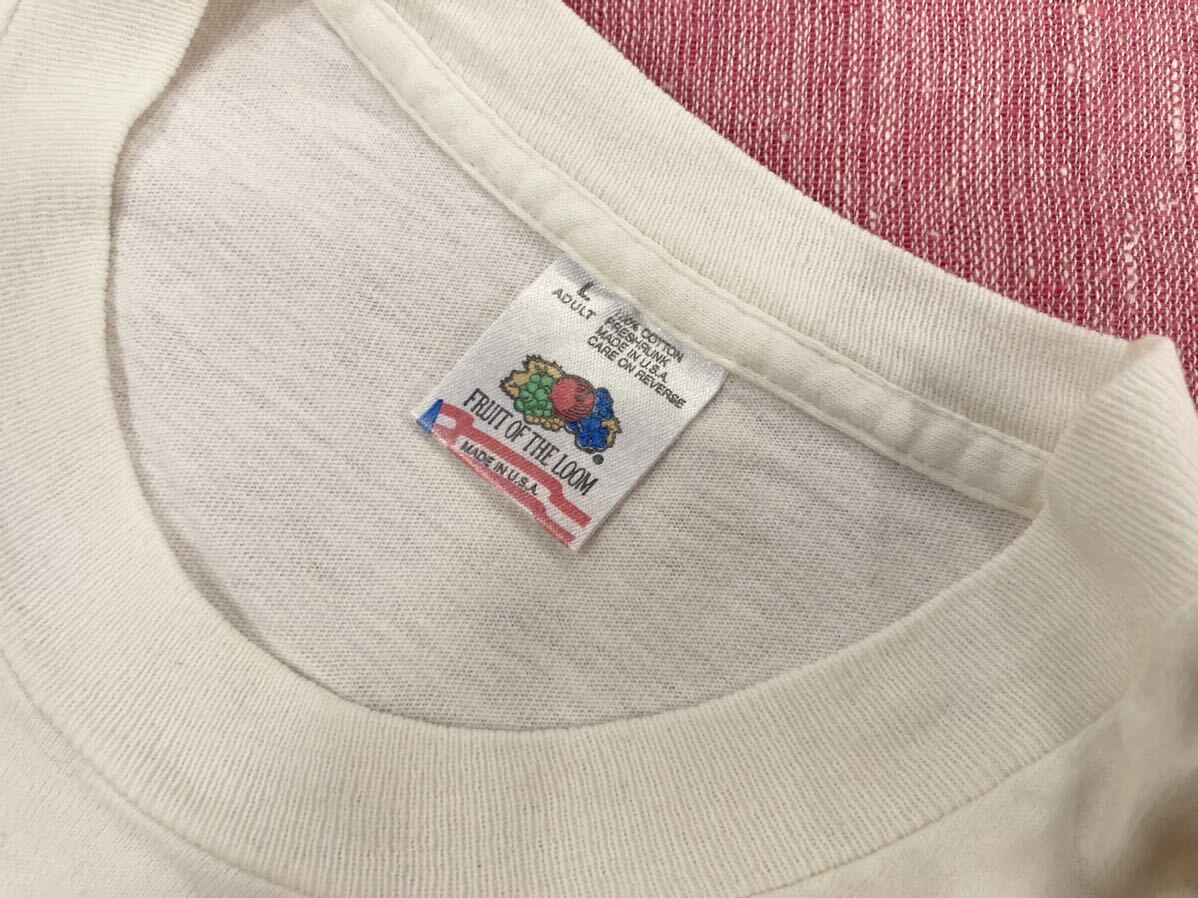 L
ADULT
100% COTTON
PRESHRUNK
MADE IN U.S.A.
CARE ON REVERSE
FRUIT OF THE LOOM
®
MADE IN U.S.A.